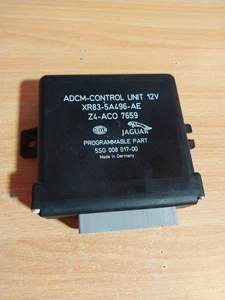 ADCM-CONTROL UNIT 12V
XR83-5A496-AE
Z4-ACO 7659
Hella JAGUAR
PROGRAMMABLE PART
5SG 008 017-00
Made in Germany